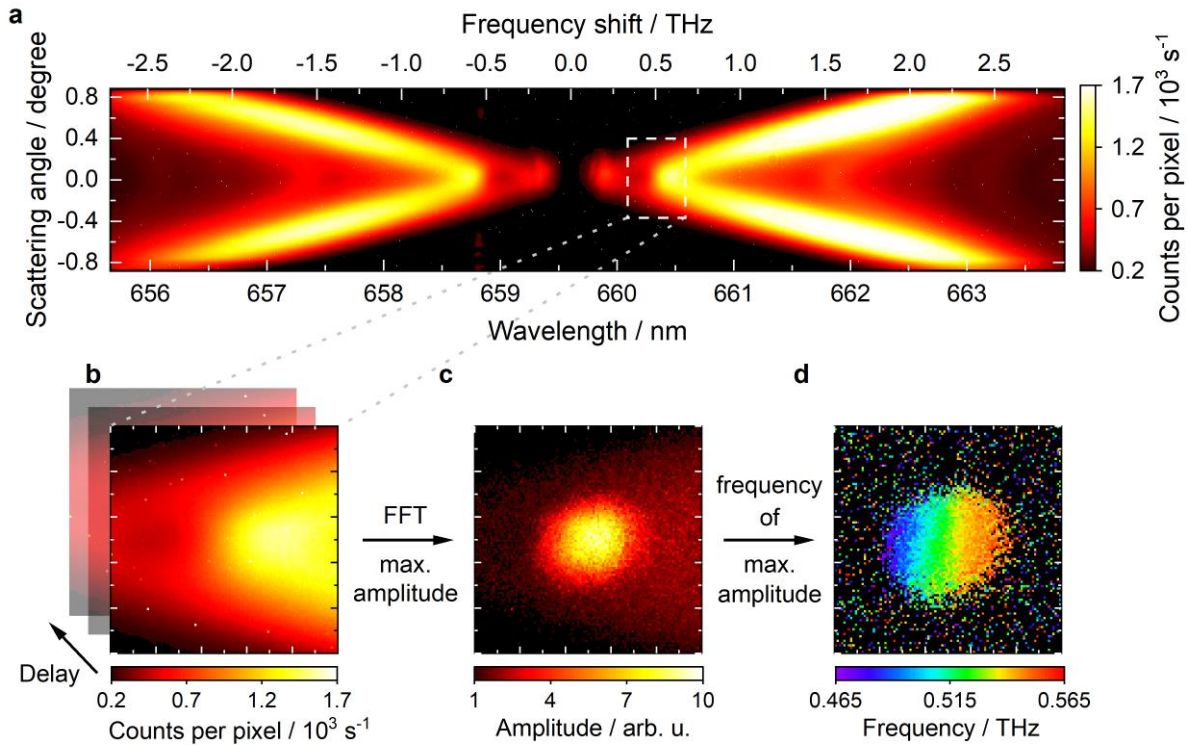 a
Frequency shift / THz
-2.5 -2.0 -1.5 -1.0 -0.5 0.0 0.5 1.0 1.5 2.0 2.5
Scattering angle / degree
0.8
0.4
0.0
-0.4
-0.8
656 657 658 659 660 661 662 663
Wavelength / nm
1.7
1.2
0.7
0.2
Counts per pixel / 10³ s⁻¹
b
Delay
0.2 0.7 1.2 1.7
Counts per pixel / 10³ s⁻¹
FFT
max.
amplitude
c
1 4 7 10
Amplitude / arb. u.
frequency
of
max.
amplitude
d
0.465 0.515 0.565
Frequency / THz